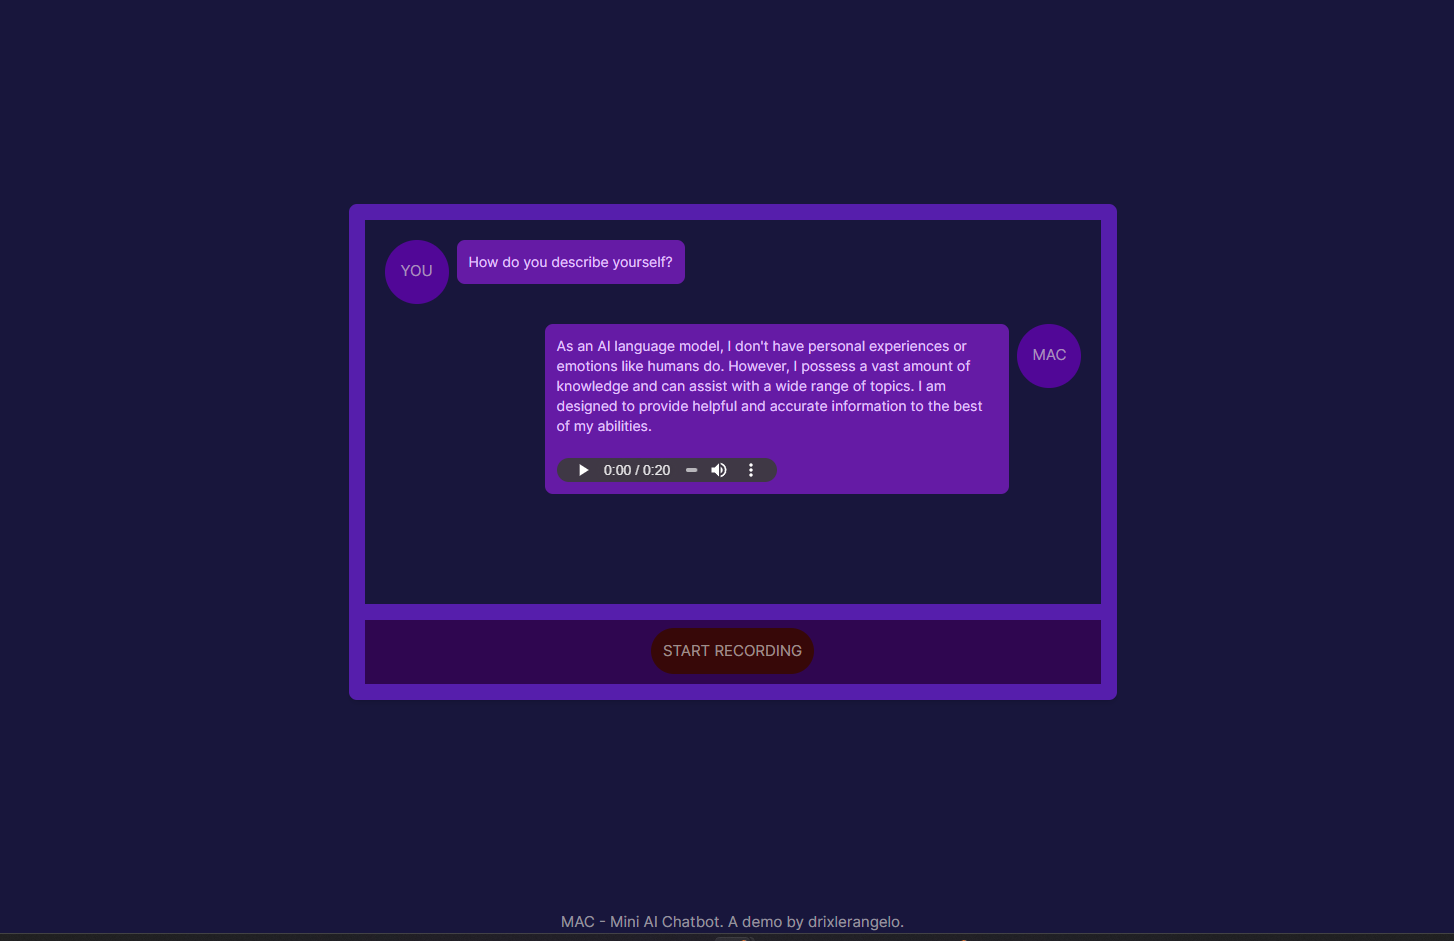 YOU
How do you describe yourself?
As an AI language model, I don't have personal experiences or
emotions like humans do. However, I possess a vast amount of
knowledge and can assist with a wide range of topics. I am
designed to provide helpful and accurate information to the best
of my abilities.
MAC
0:00 / 0:20
START RECORDING
MAC - Mini AI Chatbot. A demo by drixlerangelo.